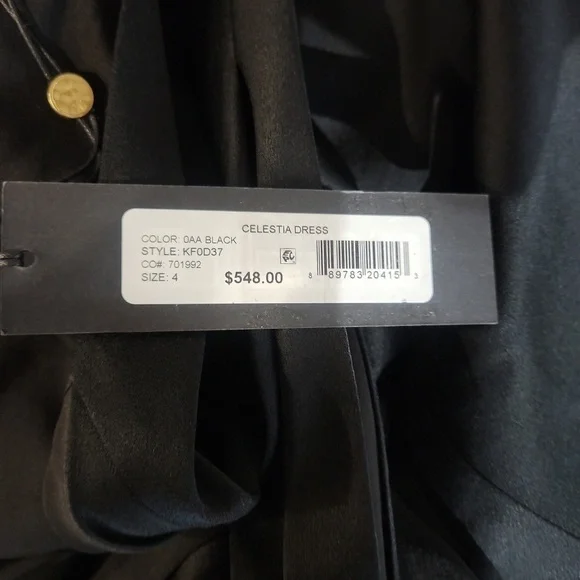 CELESTIA DRESS
COLOR: 0AA BLACK
STYLE: KF0D37
CO#: 701992
SIZE: 4
$548.00
8 89783 20415 3